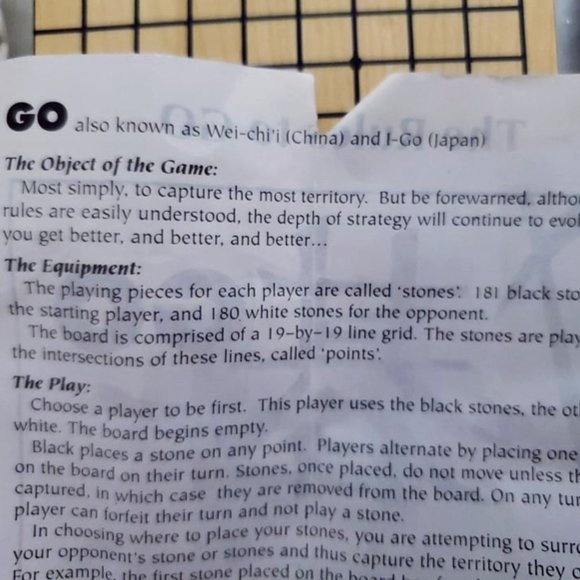 GO also known as Wei-chi'i (China) and I-Go (Japan)
The Object of the Game:
Most simply, to capture the most territory. But be forewarned,
rules are easily understood, the depth of strategy will continue to
you get better, and better, and better...
The Equipment:
The playing pieces for each player are called 'stones'. 181 black
the starting player, and 180 white stones for the opponent.
The board is comprised of a 19-by-19 line grid. The stones are
the intersections of these lines, called 'points'.
The Play:
Choose a player to be first. This player uses the black stones, the
white. The board begins empty.
Black places a stone on any point. Players alternate by placing one
on the board on their turn. Stones, once placed, do not move unless
captured, in which case they are removed from the board. On any
player can forfeit their turn and not play a stone.
In choosing where to place your stones, you are attempting to
your opponent's stone or stones and thus capture the territory they
For example, the first stone placed on the